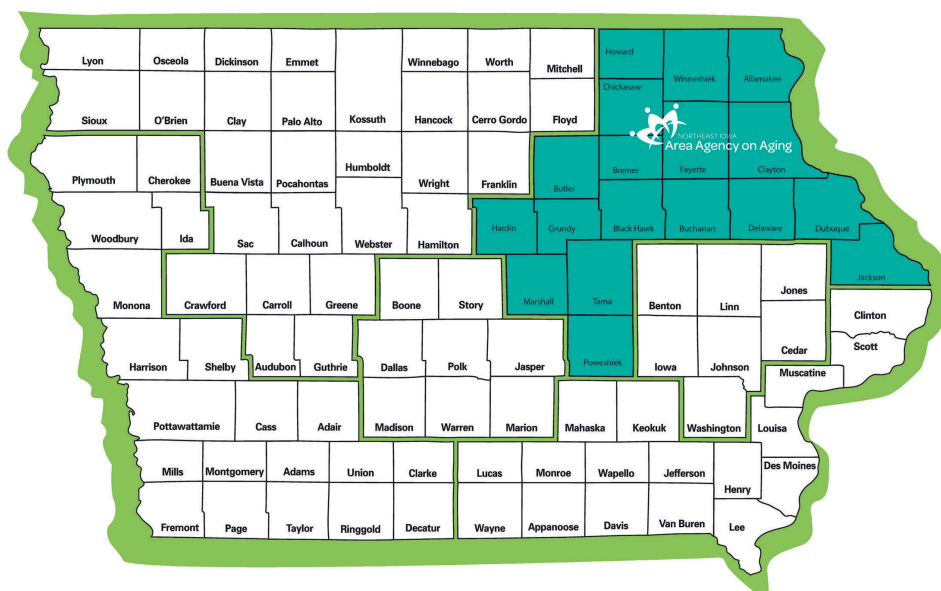 Lyon
Osceola
Dickinson
Emmet
Winnebago
Worth
Mitchell
Howard
Winneshiek
Allamakee
Chickasaw
Sioux
O'Brien
Clay
Palo Alto
Kossuth
Hancock
Cerro Gordo
Floyd
NORTHEAST IOWA
Area Agency on Aging
Plymouth
Cherokee
Buena Vista
Pocahontas
Humboldt
Wright
Franklin
Butler
Bremer
Fayette
Clayton
Woodbury
Ida
Sac
Calhoun
Webster
Hamilton
Hardin
Grundy
Black Hawk
Buchanan
Delaware
Dubuque
Jackson
Monona
Crawford
Carroll
Greene
Boone
Story
Marshall
Tama
Benton
Linn
Jones
Clinton
Harrison
Shelby
Audubon
Guthrie
Dallas
Polk
Jasper
Poweshiek
Iowa
Johnson
Cedar
Scott
Muscatine
Pottawattamie
Cass
Adair
Madison
Warren
Marion
Mahaska
Keokuk
Washington
Louisa
Mills
Montgomery
Adams
Union
Clarke
Lucas
Monroe
Wapello
Jefferson
Henry
Des Moines
Fremont
Page
Taylor
Ringgold
Decatur
Wayne
Appanoose
Davis
Van Buren
Lee